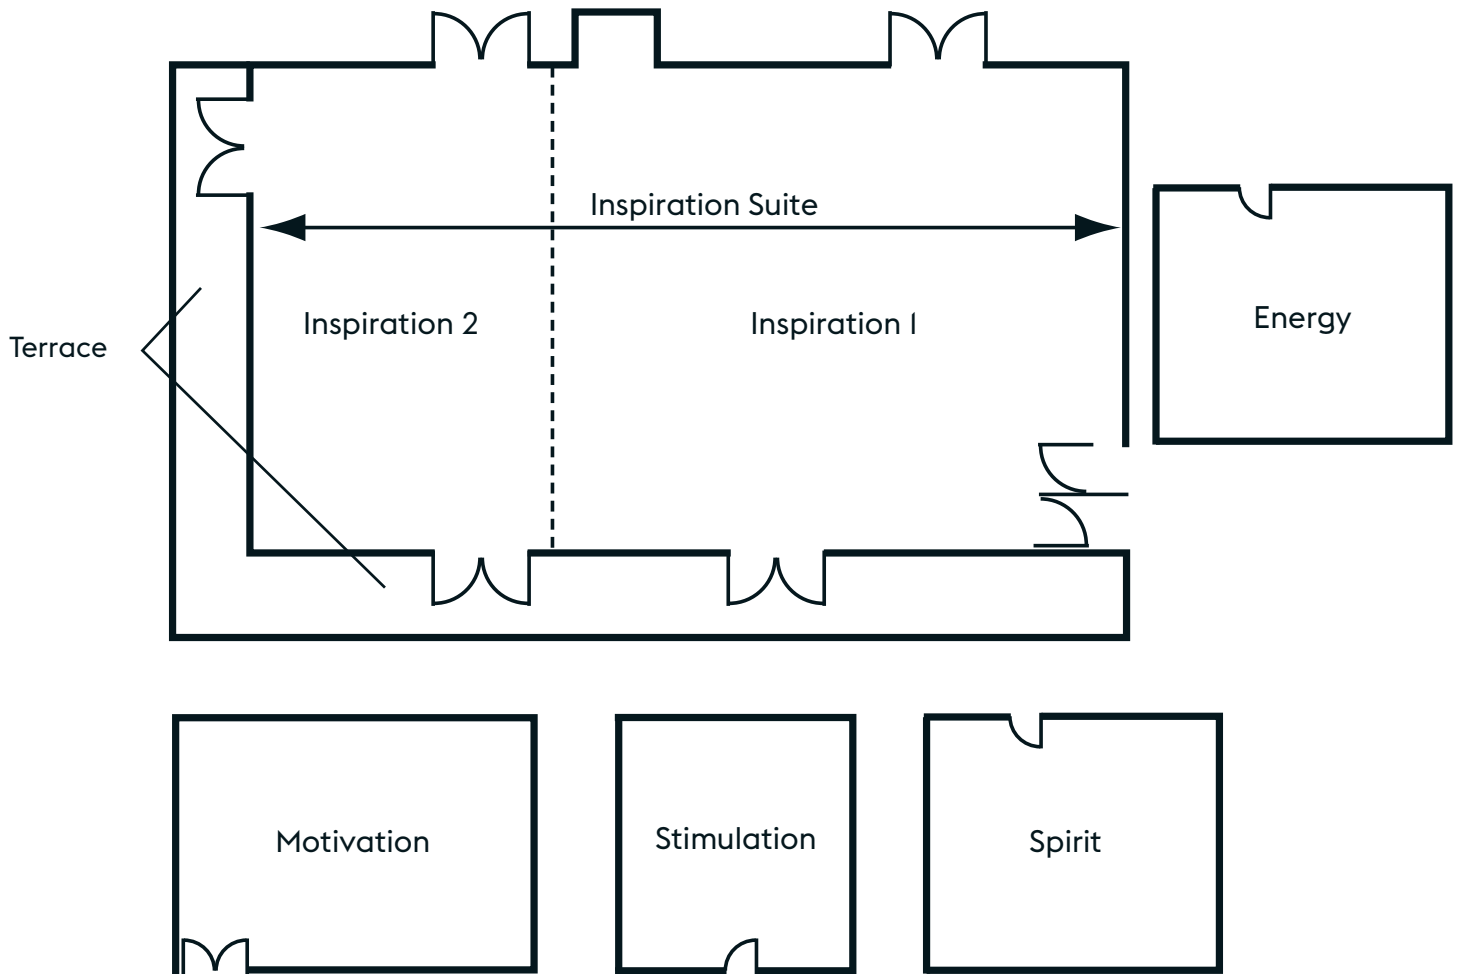 Inspiration Suite
Inspiration 2
Inspiration 1
Energy
Terrace
Motivation
Stimulation
Spirit